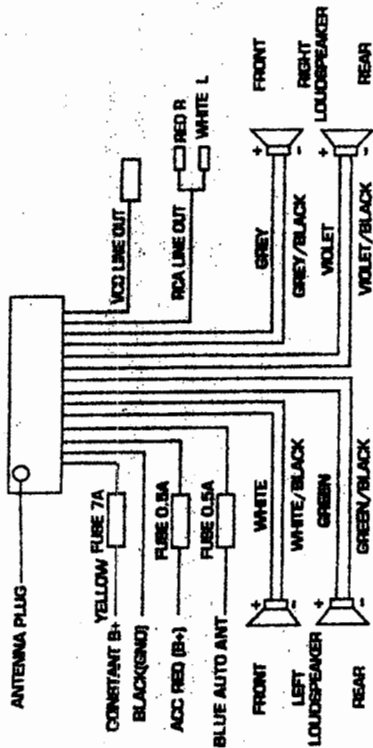 ANTENNA PLUG
YELLOW FUSE 7A
CONSTANT B+
BLACK(GND)
FUSE 0.5A
ACC RED (B+)
FUSE 0.5A
BLUE AUTO ANT
LINE OUT
RCA LINE OUT
RED R
WHITE L
FRONT
+
-
WHITE
WHITE/BLACK
GREY
GREY/BLACK
+
-
FRONT
LEFT
LOUDSPEAKER
RIGHT
LOUDSPEAKER
REAR
+
-
GREEN
GREEN/BLACK
VIOLET
VIOLET/BLACK
+
-
REAR